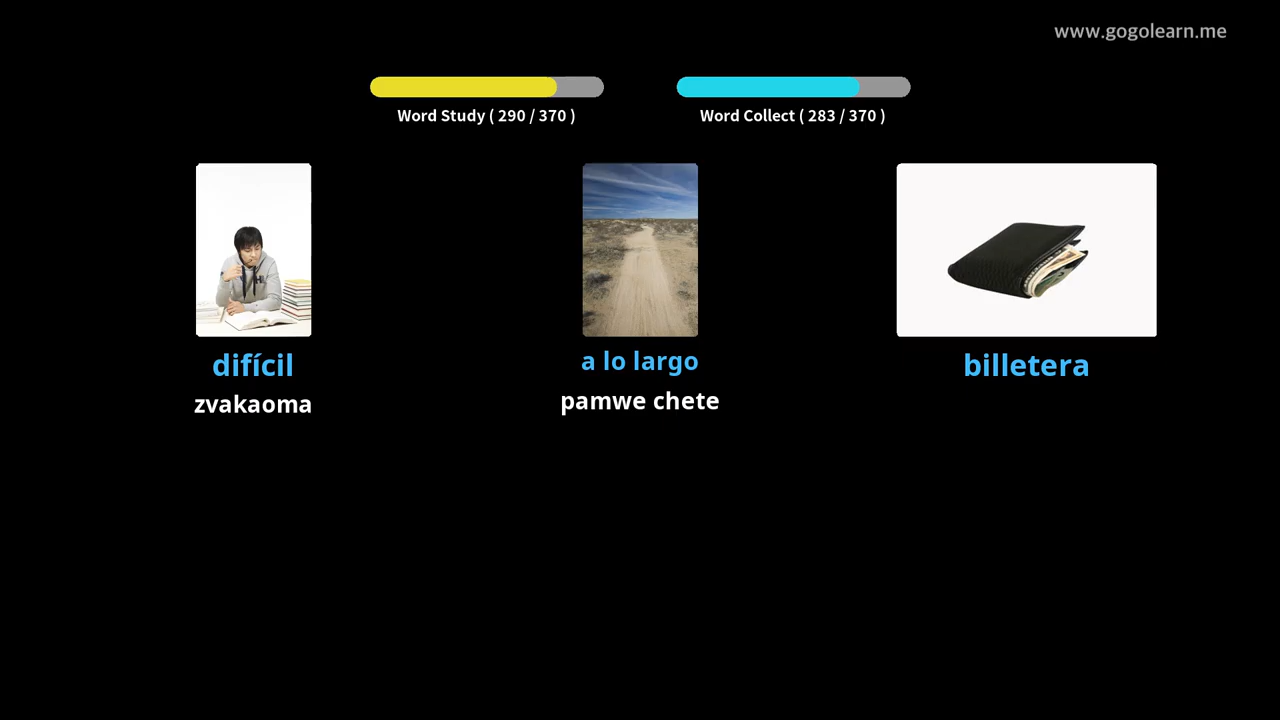 www.gogolearn.me
Word Study ( 290 / 370 )
Word Collect ( 283 / 370 )
difícil
zvakaoma
a lo largo
pamwe chete
billetera